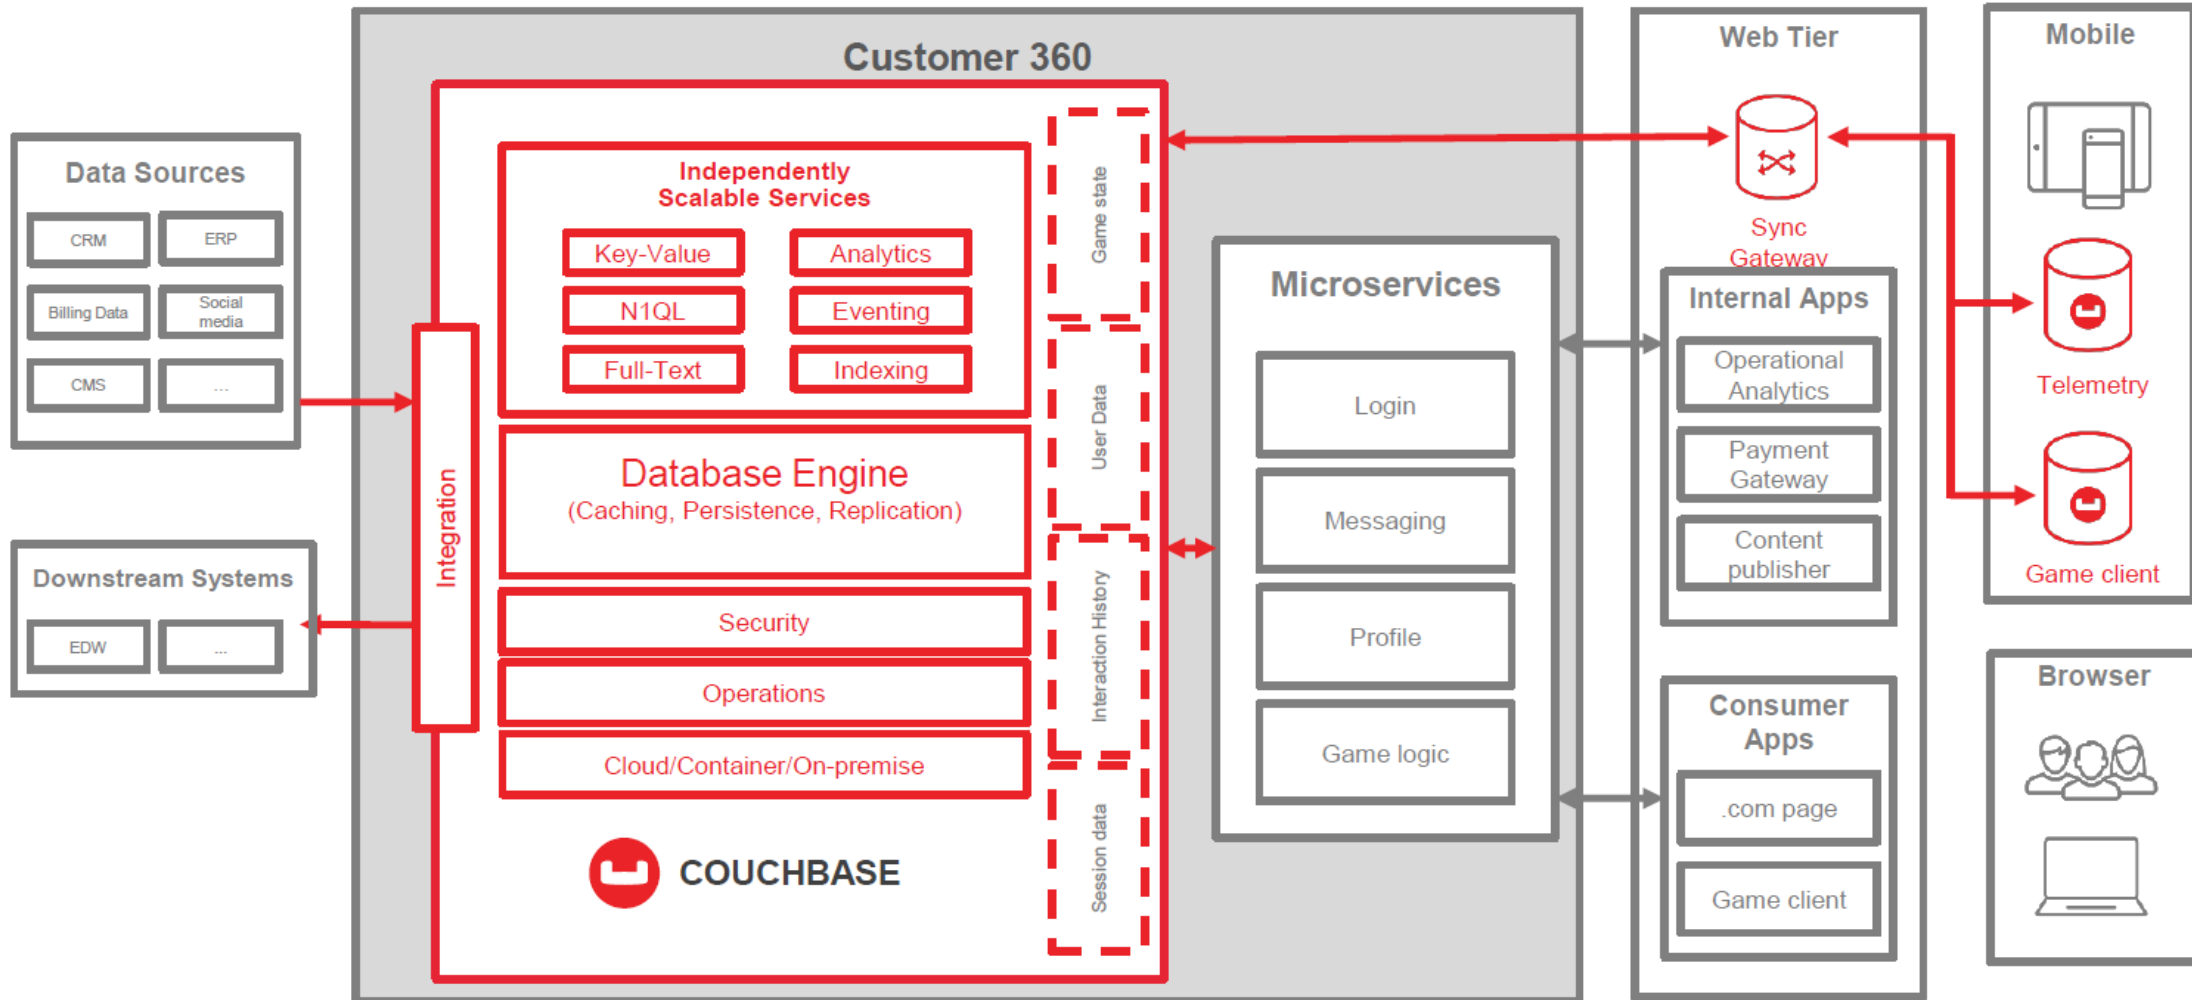 Customer 360
Data Sources
CRM
ERP
Billing Data
Social
media
CMS
...
Downstream Systems
EDW
...
Integration
Independently
Scalable Services
Key-Value
Analytics
N1QL
Eventing
Full-Text
Indexing
Database Engine
(Caching, Persistence, Replication)
Security
Operations
Cloud/Container/On-premise
COUCHBASE
Game state
User Data
Interaction History
Session data
Microservices
Login
Messaging
Profile
Game logic
Web Tier
Sync
Gateway
Internal Apps
Operational
Analytics
Payment
Gateway
Content
publisher
Consumer
Apps
.com page
Game client
Mobile
Telemetry
Game client
Browser